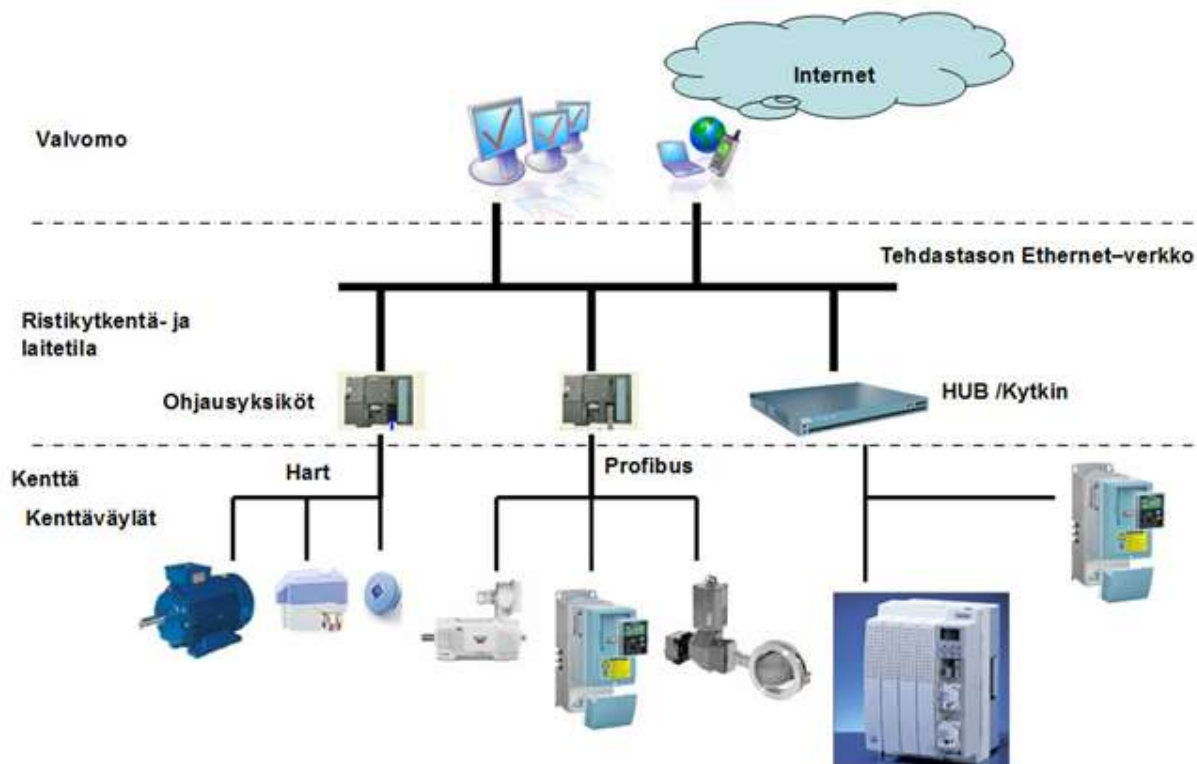 Internet
Valvomo
Tehdastason Ethernet–verkko
Ristikytkentä- ja
laitetila
Ohjausyksiköt
HUB /Kytkin
Kenttä
Hart
Profibus
Kenttäväylät